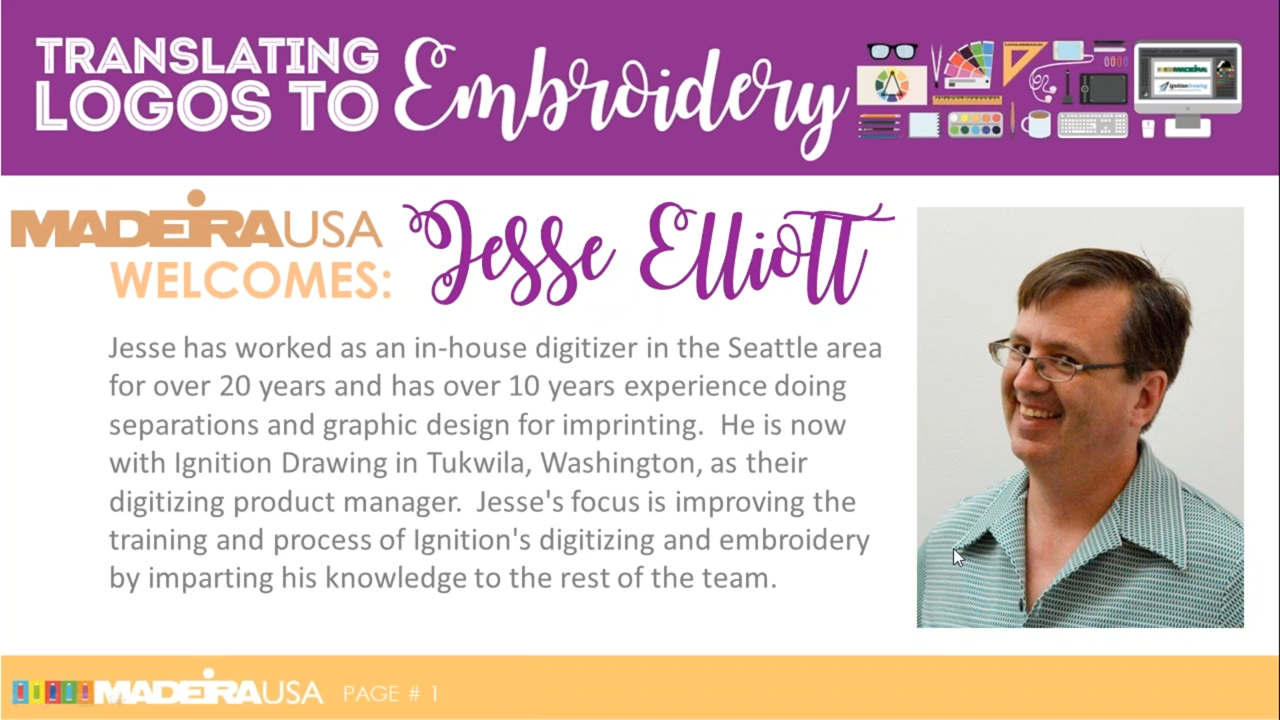 TRANSLATING
LOGOS TO Embroidery
MADEIRAUSA
WELCOMES: Jesse Elliott
Jesse has worked as an in-house digitizer in the Seattle area
for over 20 years and has over 10 years experience doing
separations and graphic design for imprinting.  He is now
with Ignition Drawing in Tukwila, Washington, as their
digitizing product manager.  Jesse's focus is improving the
training and process of Ignition's digitizing and embroidery
by imparting his knowledge to the rest of the team.
MADEIRAUSA PAGE # 1